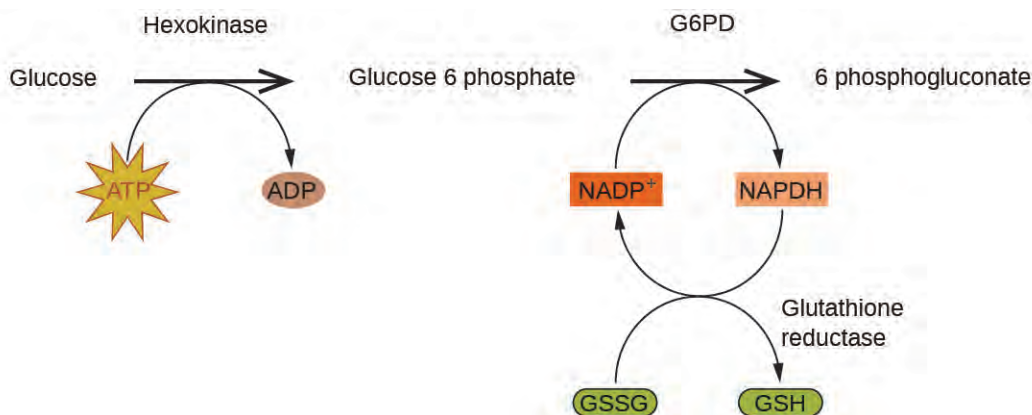 Hexokinase
G6PD
Glucose
Glucose 6 phosphate
6 phosphogluconate
ATP
ADP
NADP⁺
NAPDH
Glutathione
reductase
GSSG
GSH